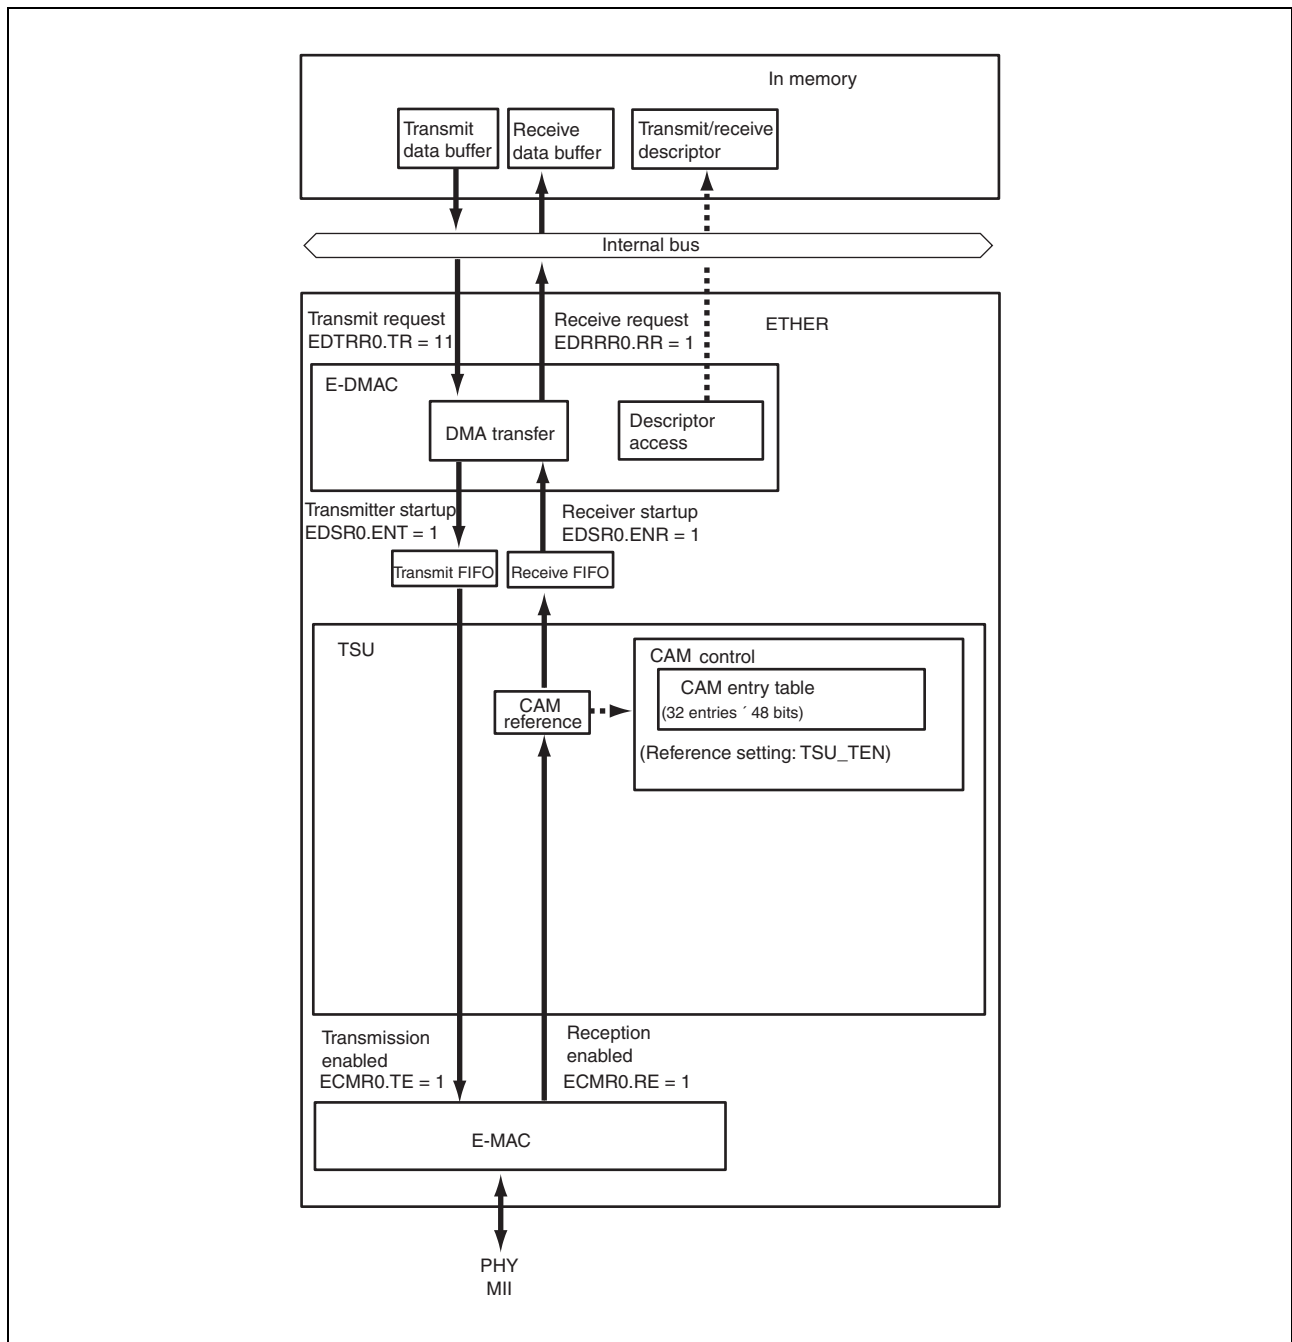 In memory
Transmit
data buffer
Receive
data buffer
Transmit/receive
descriptor
Internal bus
Transmit request
EDTRR0.TR = 11
Receive request
EDRRR0.RR = 1
ETHER
E-DMAC
DMA transfer
Descriptor
access
Transmitter startup
EDSR0.ENT = 1
Receiver startup
EDSR0.ENR = 1
Transmit FIFO
Receive FIFO
TSU
CAM control
CAM entry table
(32 entries ´ 48 bits)
CAM
reference
(Reference setting: TSU_TEN)
Transmission
enabled
ECMR0.TE = 1
Reception
enabled
ECMR0.RE = 1
E-MAC
PHY
MII